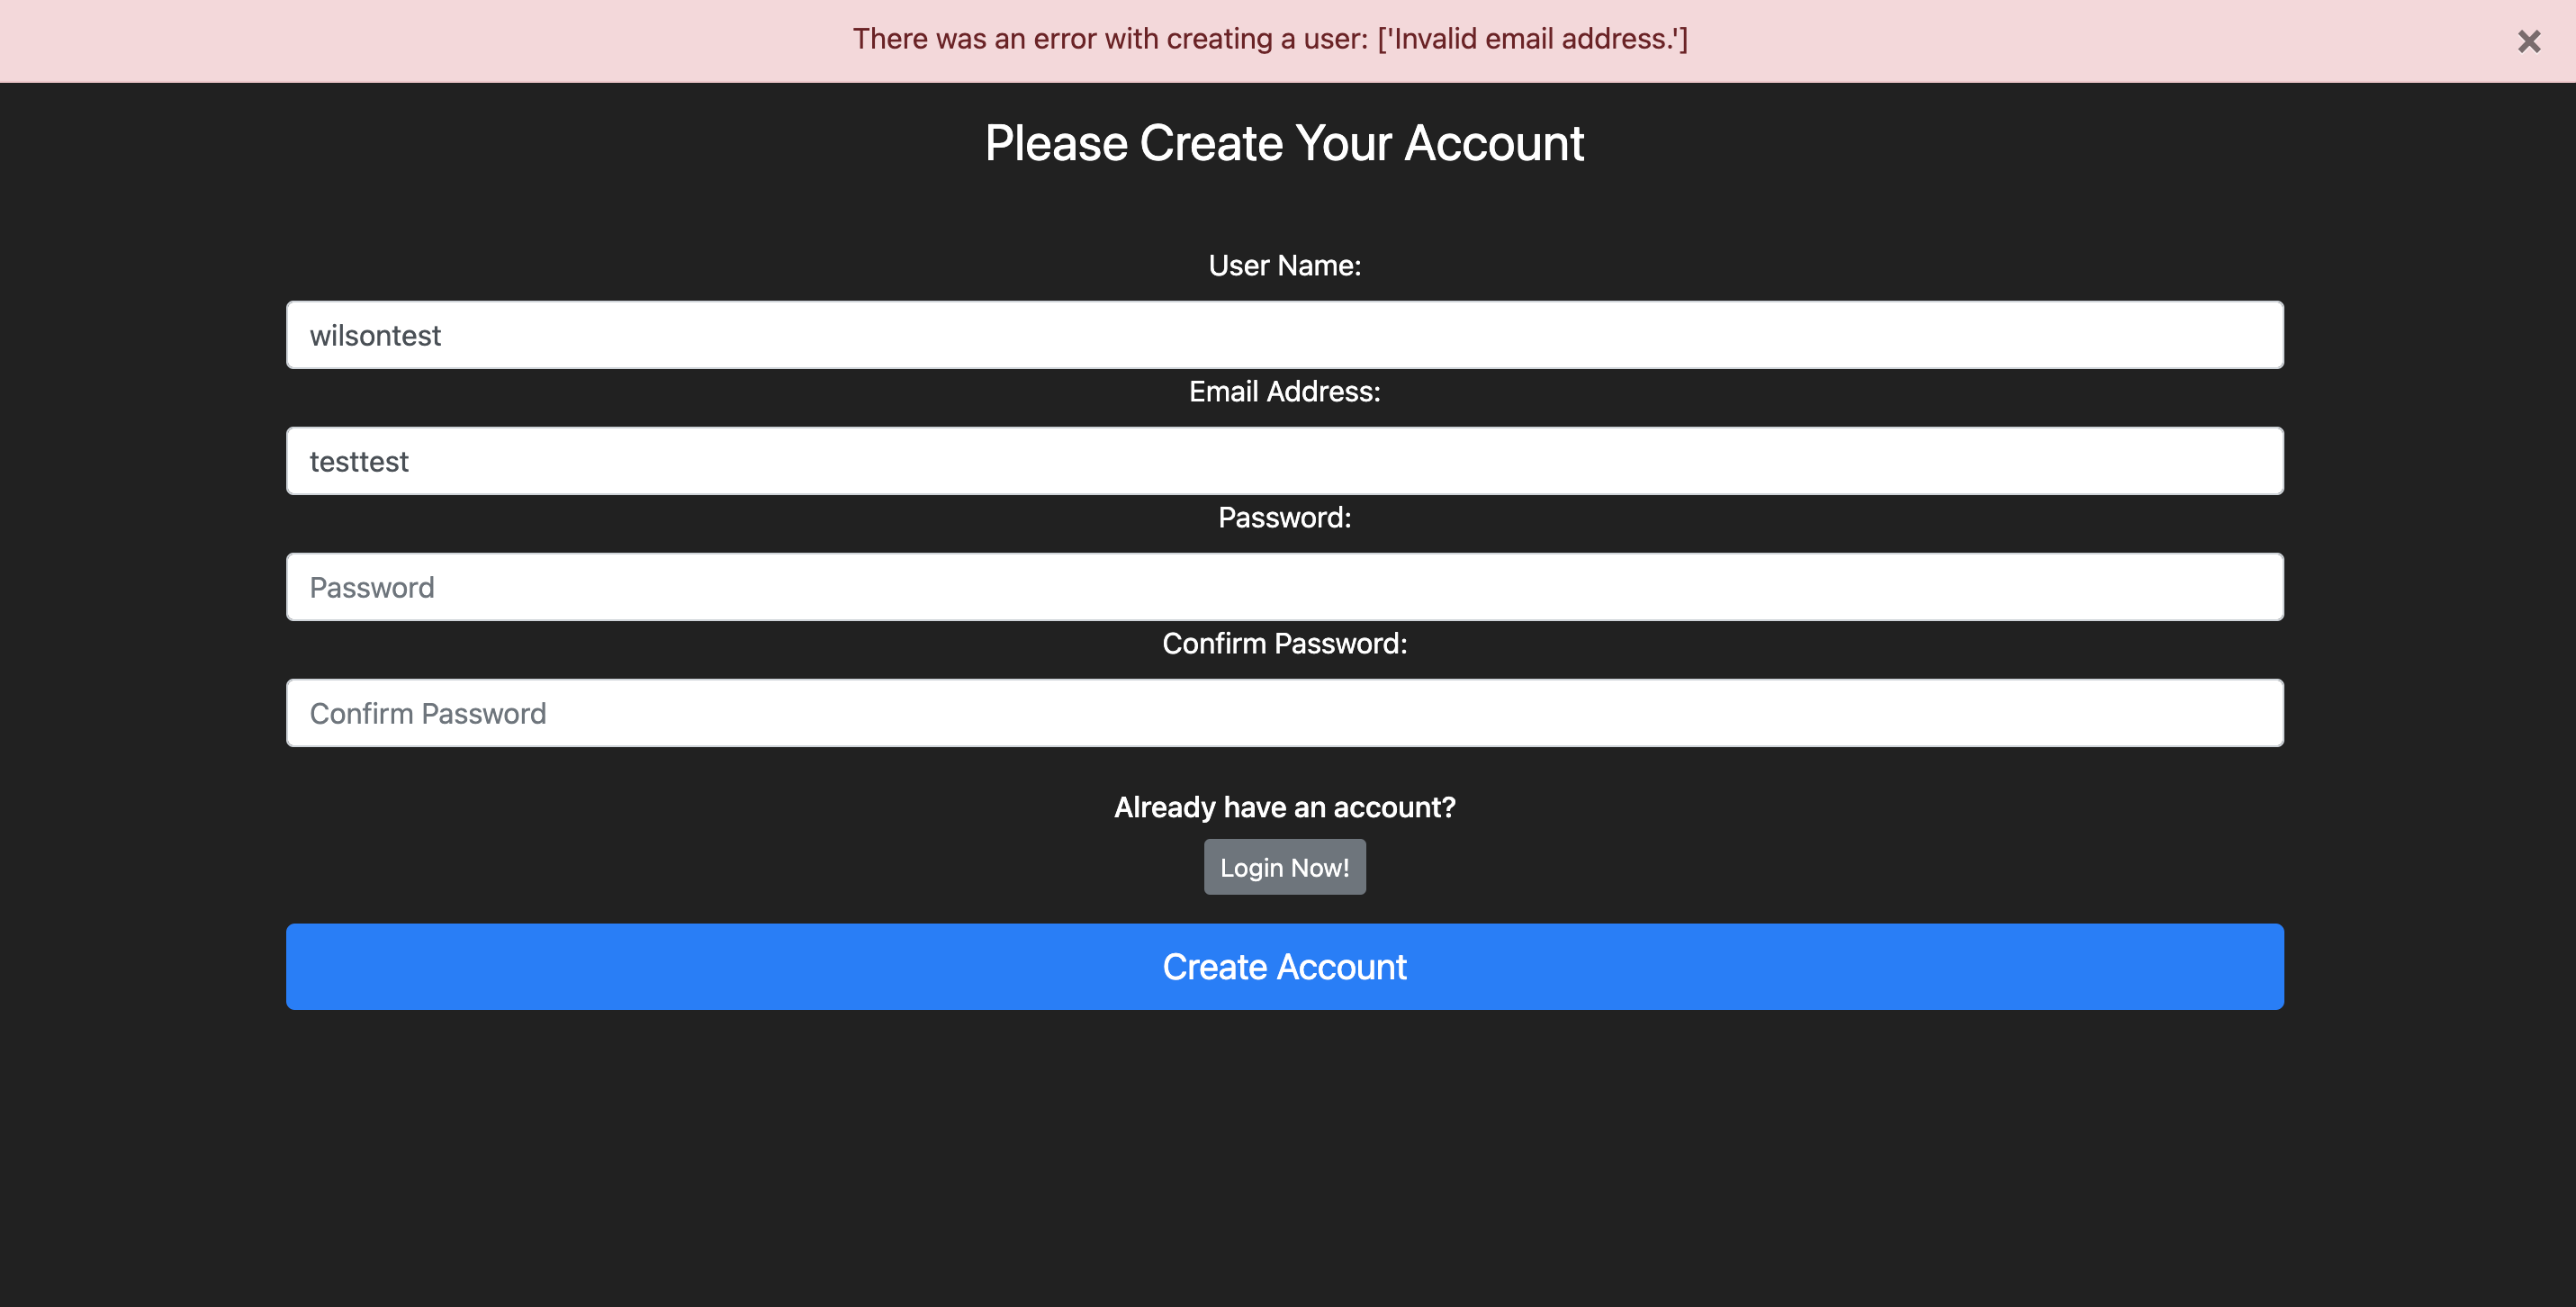 There was an error with creating a user: ['Invalid email address.']
×
Please Create Your Account
User Name:
wilsontest
Email Address:
testtest
Password:
Password
Confirm Password:
Confirm Password
Already have an account?
Login Now!
Create Account